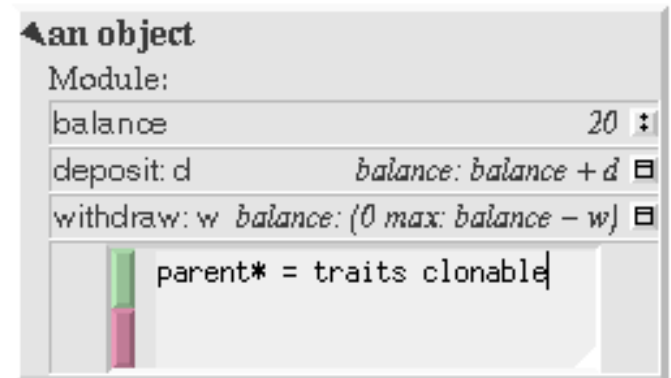 an object
Module:
balance 20
deposit: d balance: balance + d
withdraw: w balance: (0 max: balance − w)
parent* = traits clonable